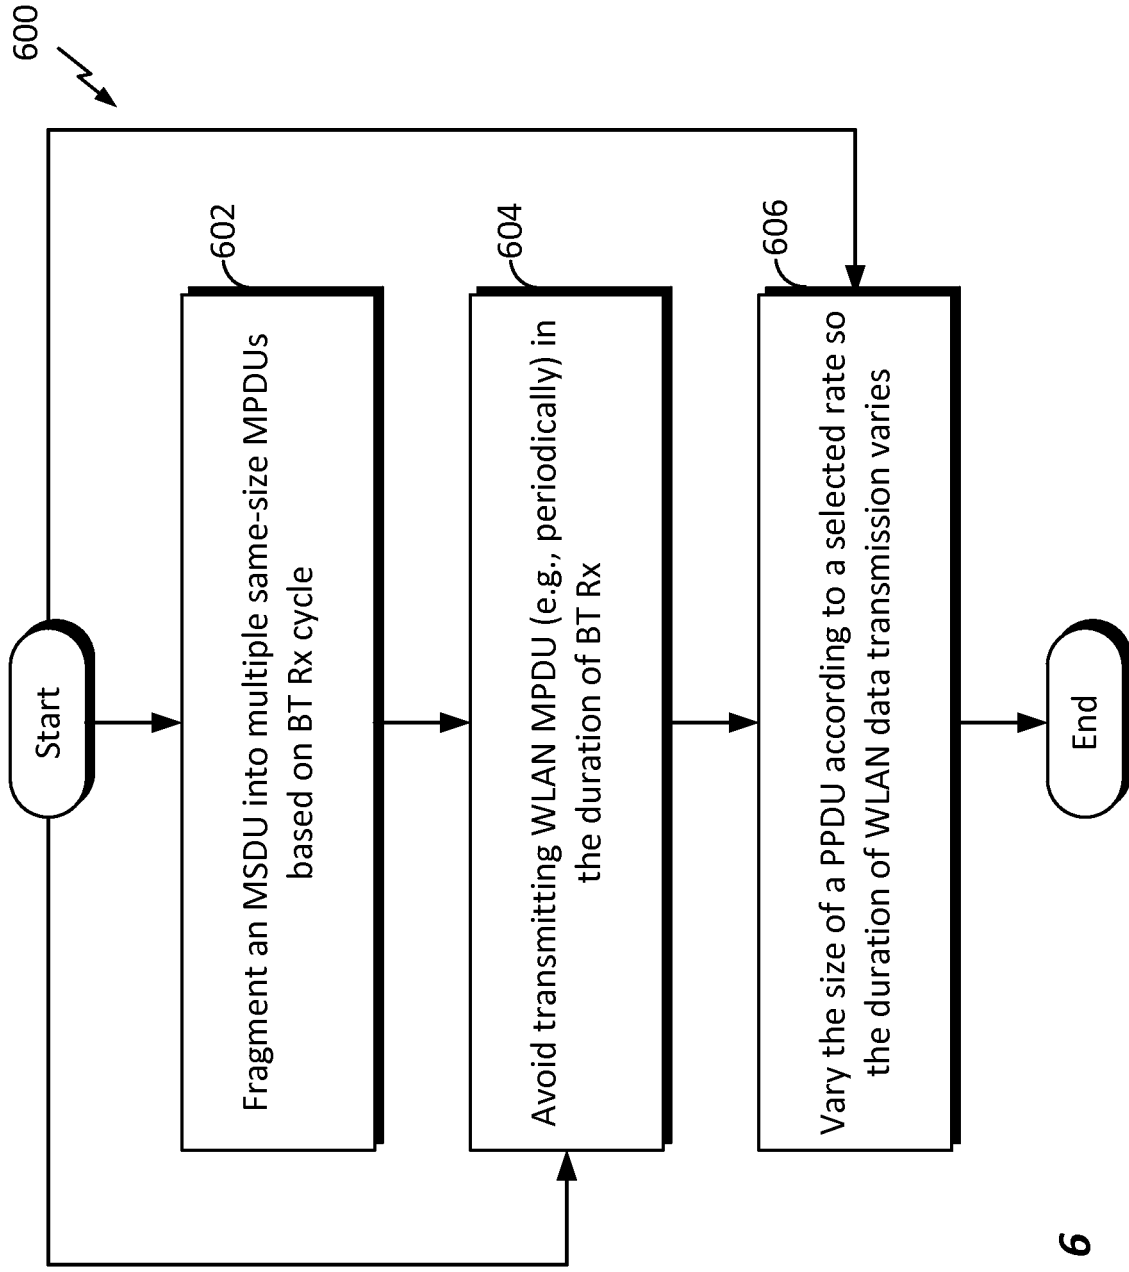 600
Start
602
Fragment an MSDU into multiple same-size MPDUs
based on BT Rx cycle
604
Avoid transmitting WLAN MPDU (e.g., periodically) in
the duration of BT Rx
606
Vary the size of a PPDU according to a selected rate so
the duration of WLAN data transmission varies
End
6